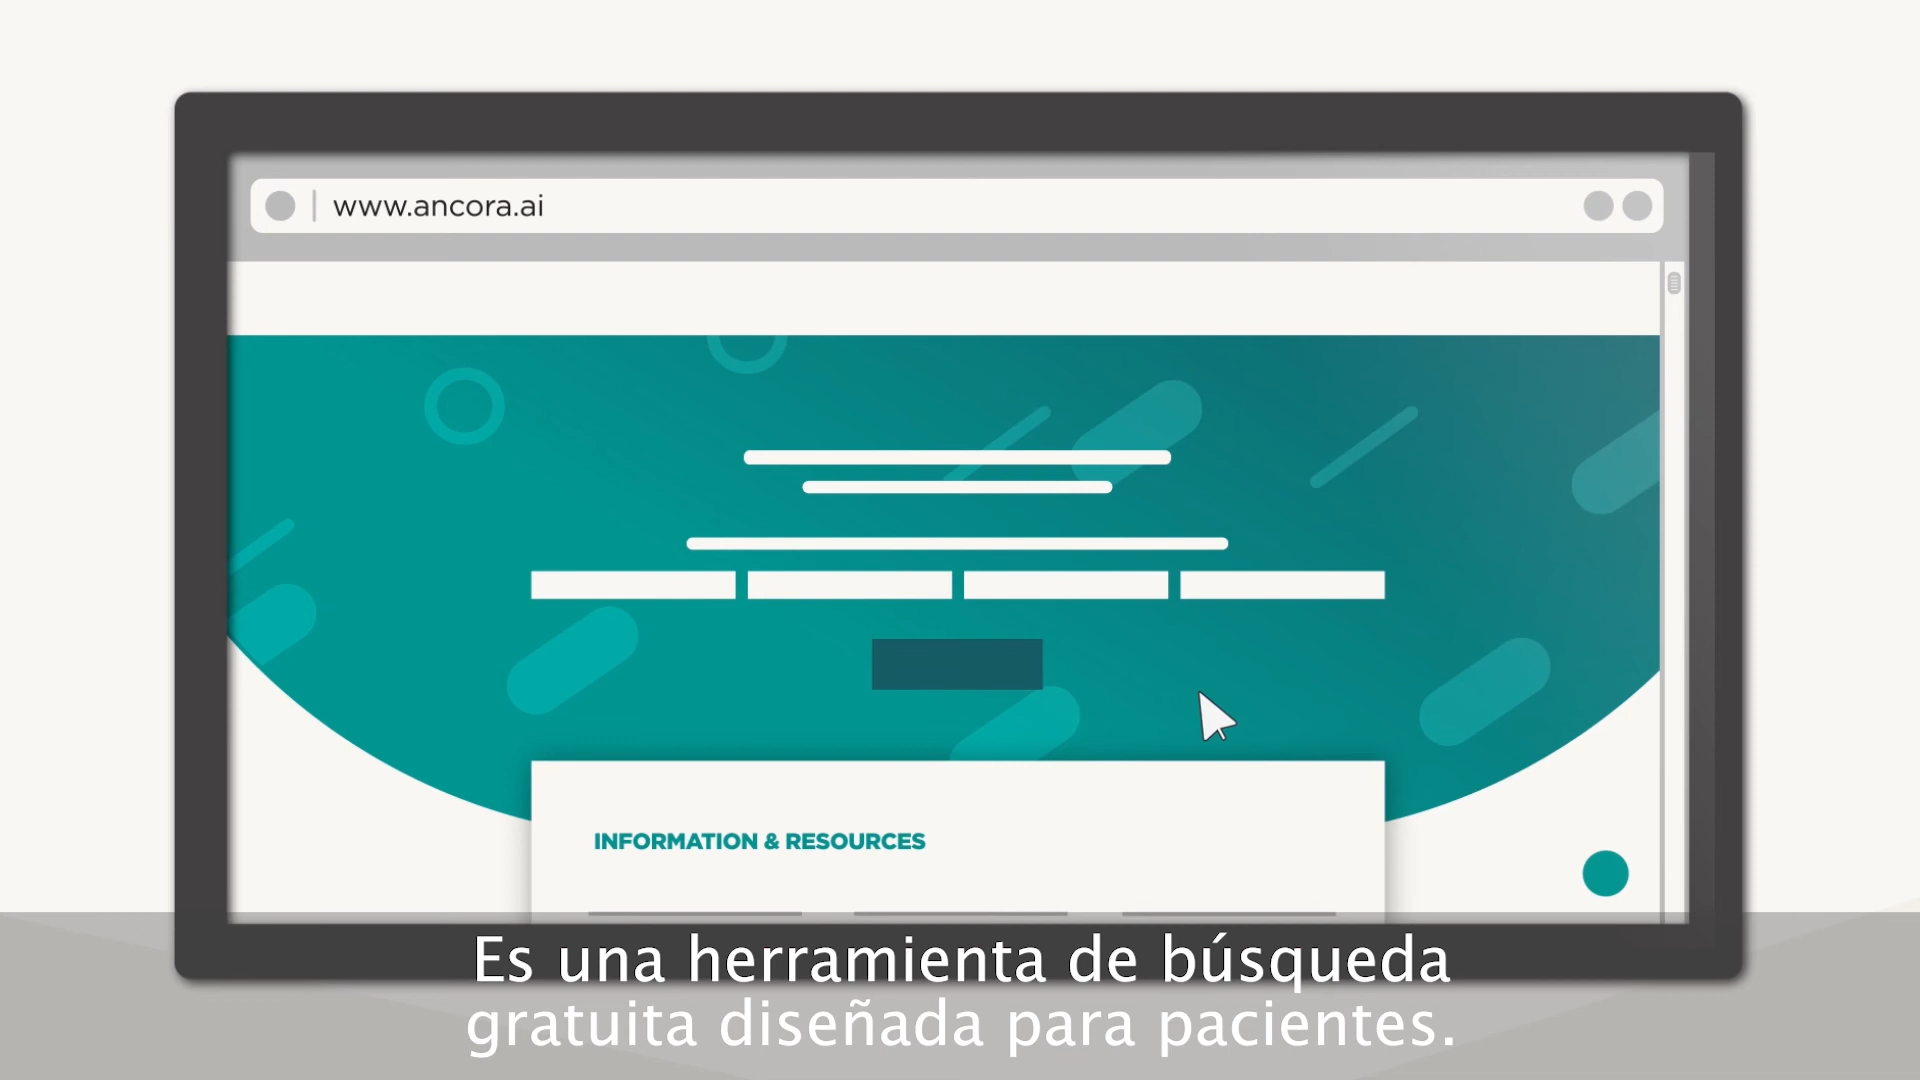 www.ancora.ai
INFORMATION & RESOURCES
Es una herramienta de búsqueda
gratuita diseñada para pacientes.